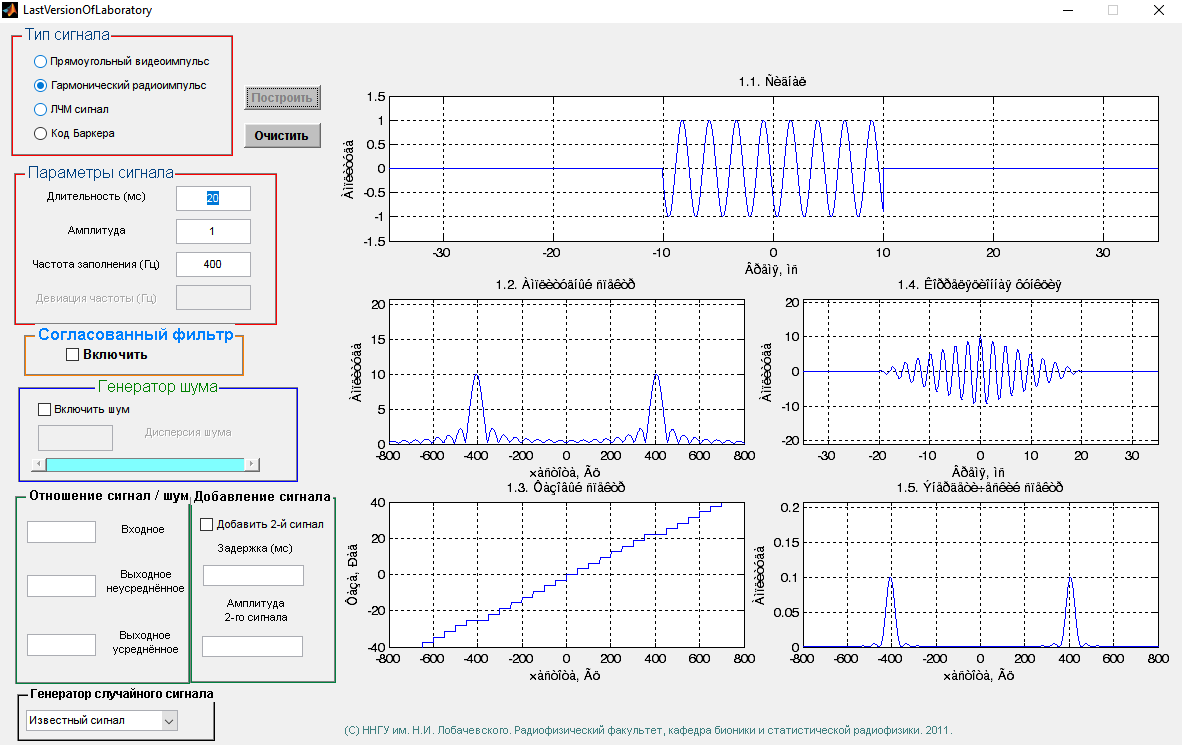 LastVersionOfLaboratory
Тип сигнала
Прямоугольный видеоимпульс
Гармонический радиоимпульс
ЛЧМ сигнал
Код Баркера
Построить
Очистить
Параметры сигнала
Длительность (мс)
20
Амплитуда
1
Частота заполнения (Гц)
400
Девиация частоты (Гц)
Согласованный фильтр
Включить
Генератор шума
Включить шум
Дисперсия шума
Отношение сигнал / шум
Входное
Выходное
неусреднённое
Выходное
усреднённое
Добавление сигнала
Добавить 2-й сигнал
Задержка (мс)
Амплитуда
2-го сигнала
Генератор случайного сигнала
Известный сигнал
1.1. Ñèãíàë
Àìïëèòóäà
1.5
1
0.5
0
-0.5
-1
-1.5
-30 -20 -10 0 10 20 30
Âðåìÿ, ìñ
1.2. Àìïëèòóäíûé ñïåêòð
Àìïëèòóäà
20
15
10
5
0
-800 -600 -400 -200 0 200 400 600 800
×àñòîòà, Ãö
1.4. Êîððåëÿöèîííàÿ ôóíêöèÿ
Àìïëèòóäà
20
10
0
-10
-20
-30 -20 -10 0 10 20 30
Âðåìÿ, ìñ
1.3. Ôàçîâûé ñïåêòð
Ôàçà, Ðàä
40
20
0
-20
-40
-800 -600 -400 -200 0 200 400 600 800
×àñòîòà, Ãö
1.5. Ýíåðãåòè÷åñêèé ñïåêòð
Àìïëèòóäà
0.2
0.15
0.1
0.05
0
-800 -600 -400 -200 0 200 400 600 800
×àñòîòà, Ãö
(C) ННГУ им. Н.И. Лобачевского. Радиофизический факультет, кафедра бионики и статистической радиофизики. 2011.